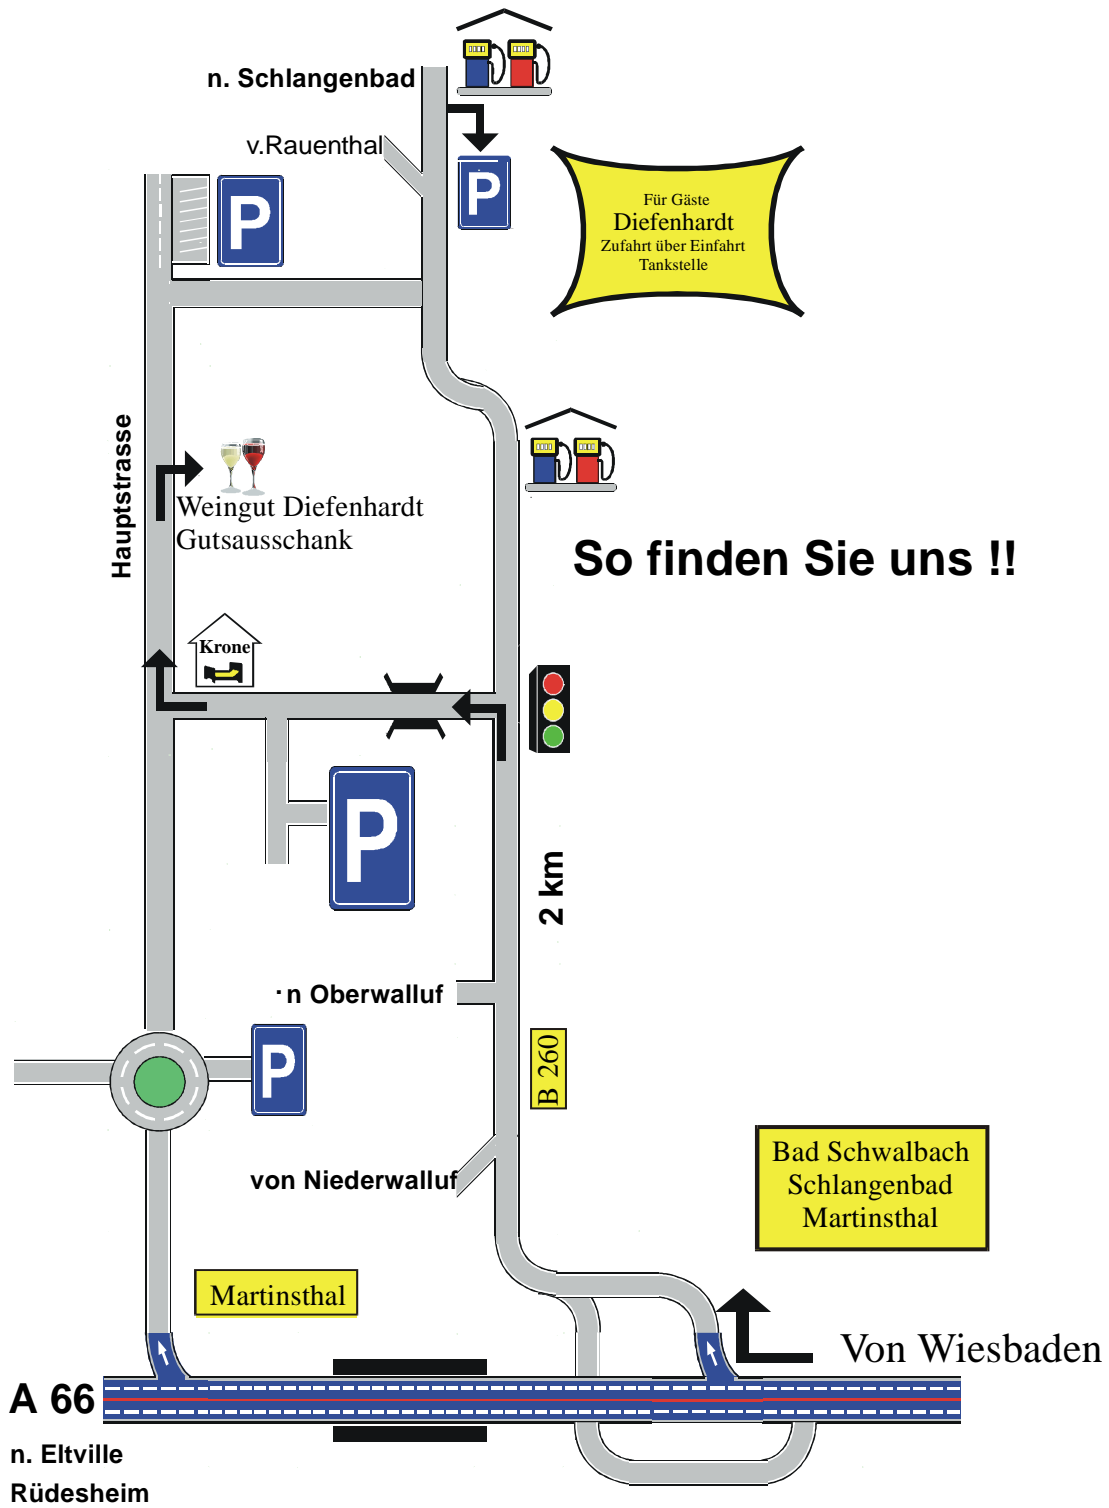 n. Schlangenbad
v.Rauenthal
P
P
Für Gäste
Diefenhardt
Zufahrt über Einfahrt
Tankstelle
Hauptstrasse
Weingut Diefenhardt
Gutsausschank
So finden Sie uns !!
Krone
P
2 km
·n Oberwalluf
B 260
P
von Niederwalluf
Bad Schwalbach
Schlangenbad
Martinsthal
Martinsthal
Von Wiesbaden
A 66
n. Eltville
Rüdesheim